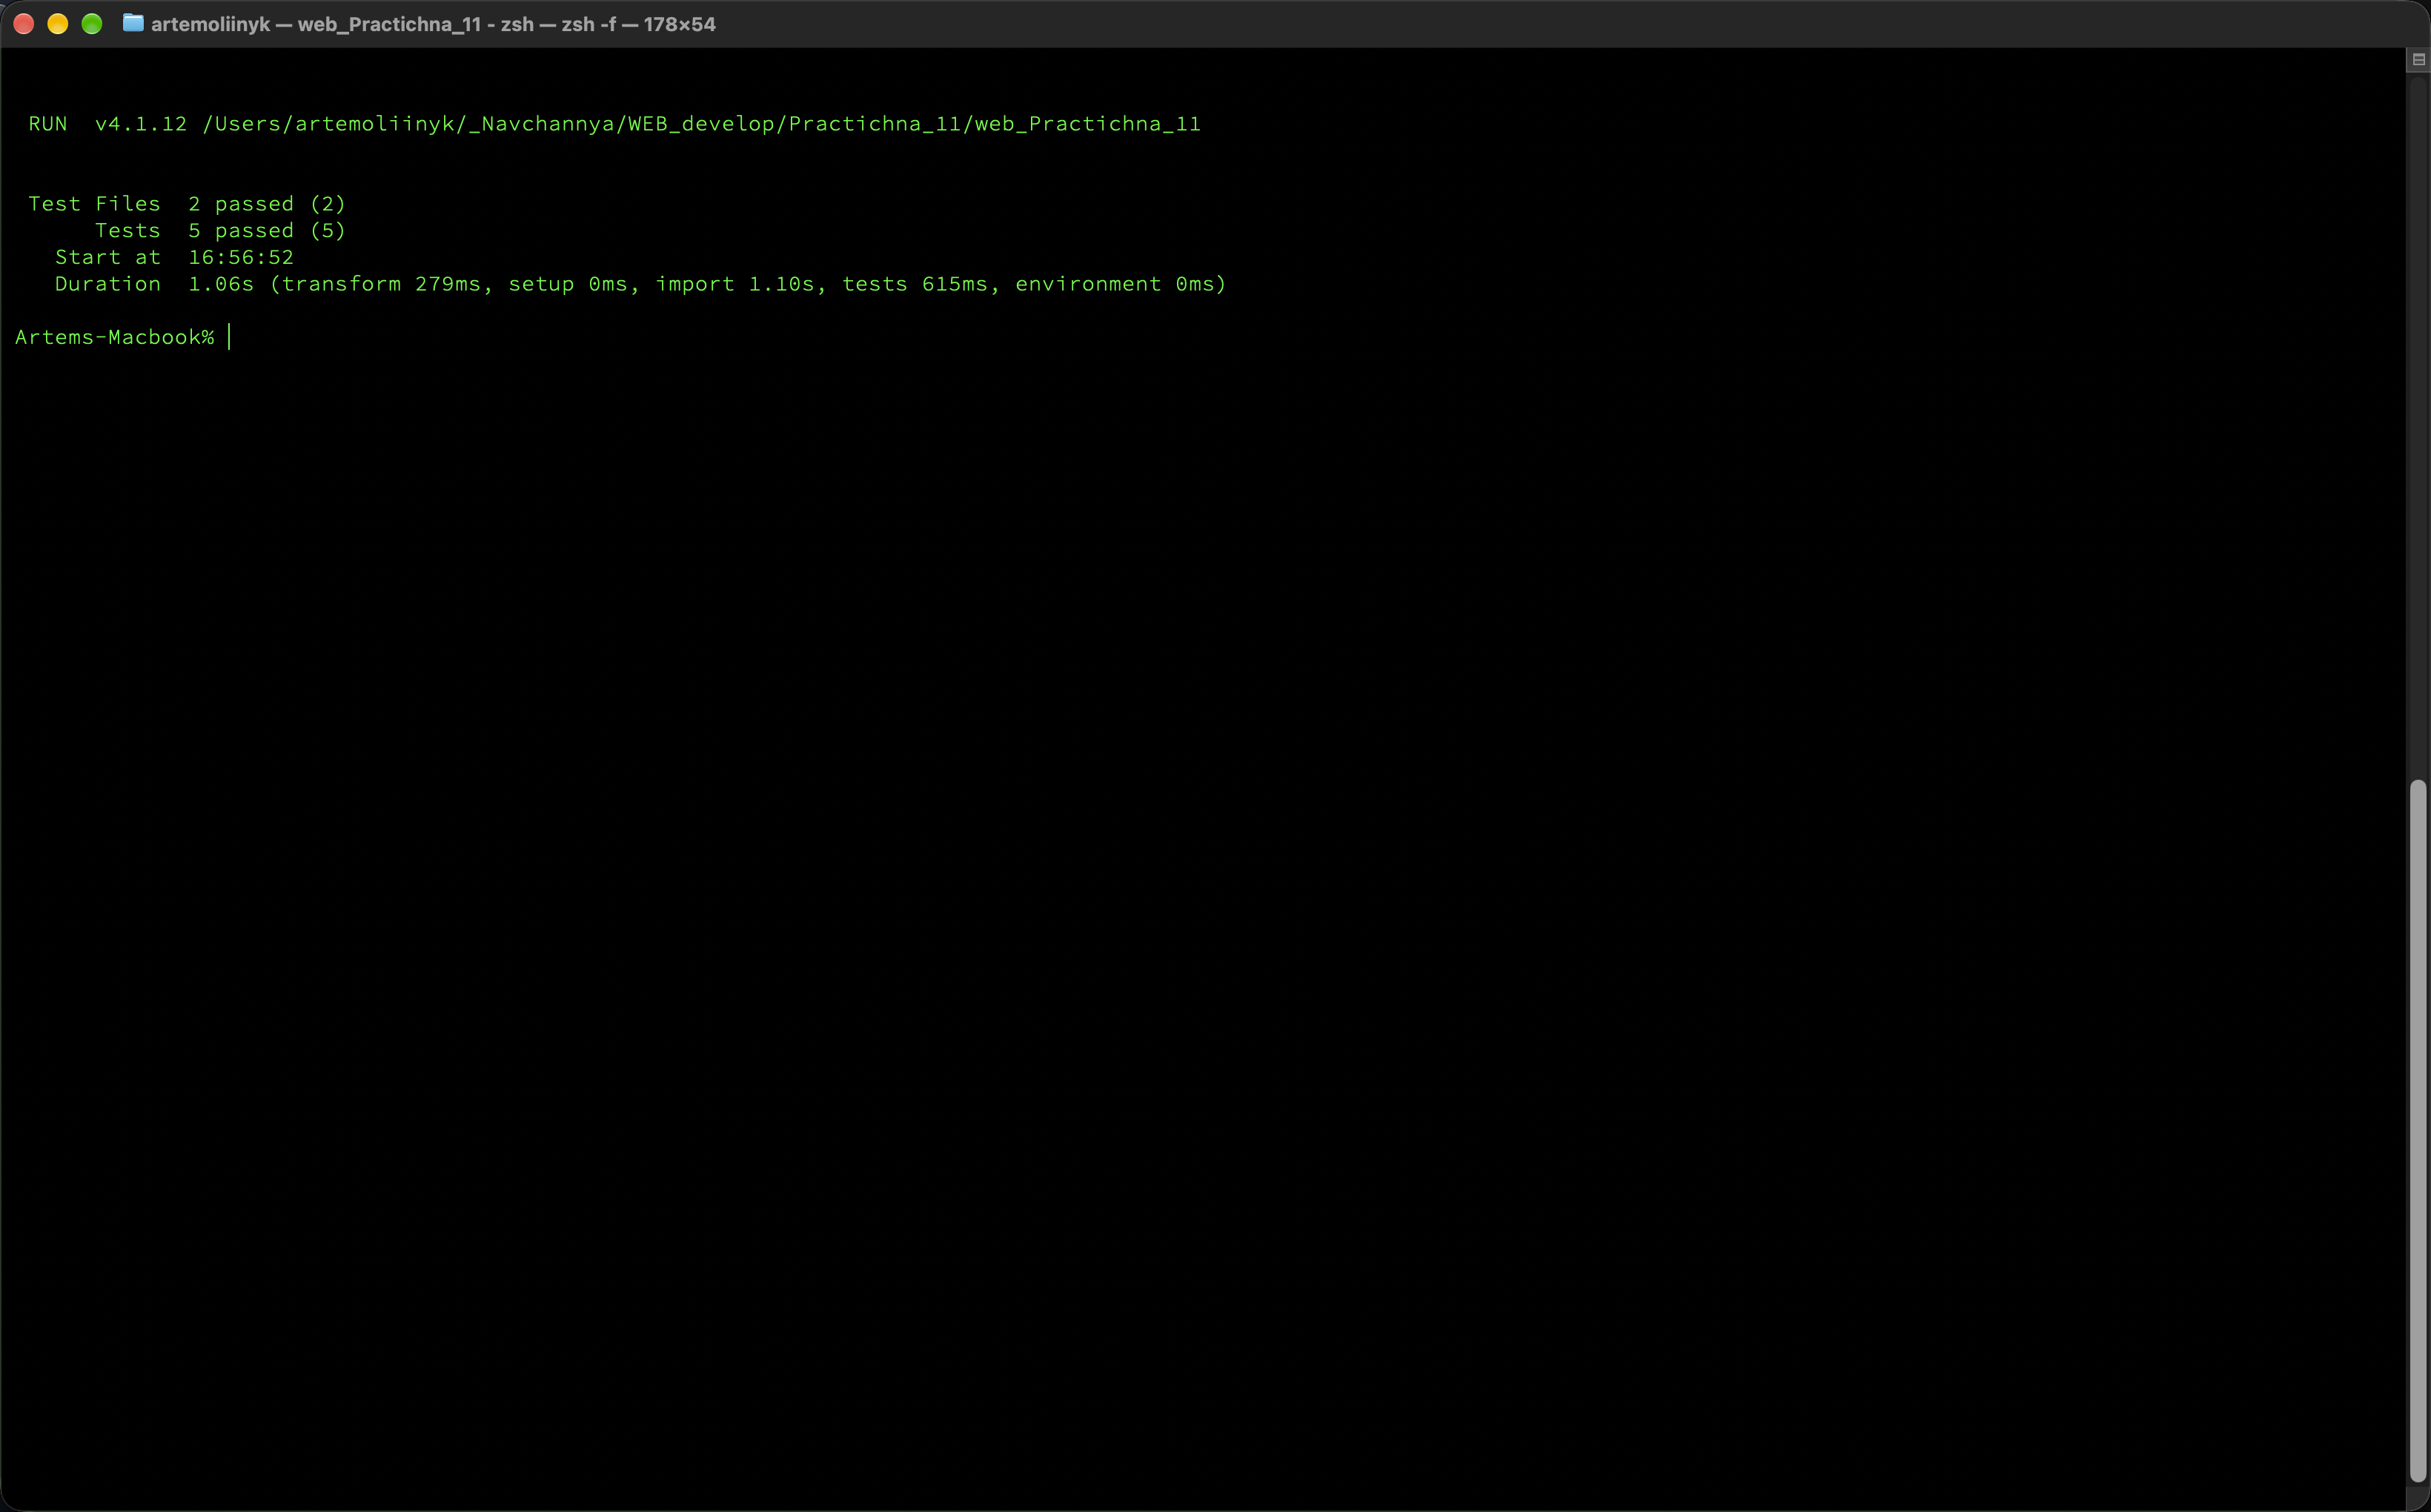 artemoliinyk — web_Practichna_11 - zsh — zsh -f — 178×54
RUN  v4.1.12 /Users/artemoliinyk/_Navchannya/WEB_develop/Practichna_11/web_Practichna_11
Test Files  2 passed (2)
Tests  5 passed (5)
Start at  16:56:52
Duration  1.06s (transform 279ms, setup 0ms, import 1.10s, tests 615ms, environment 0ms)
Artems-Macbook%